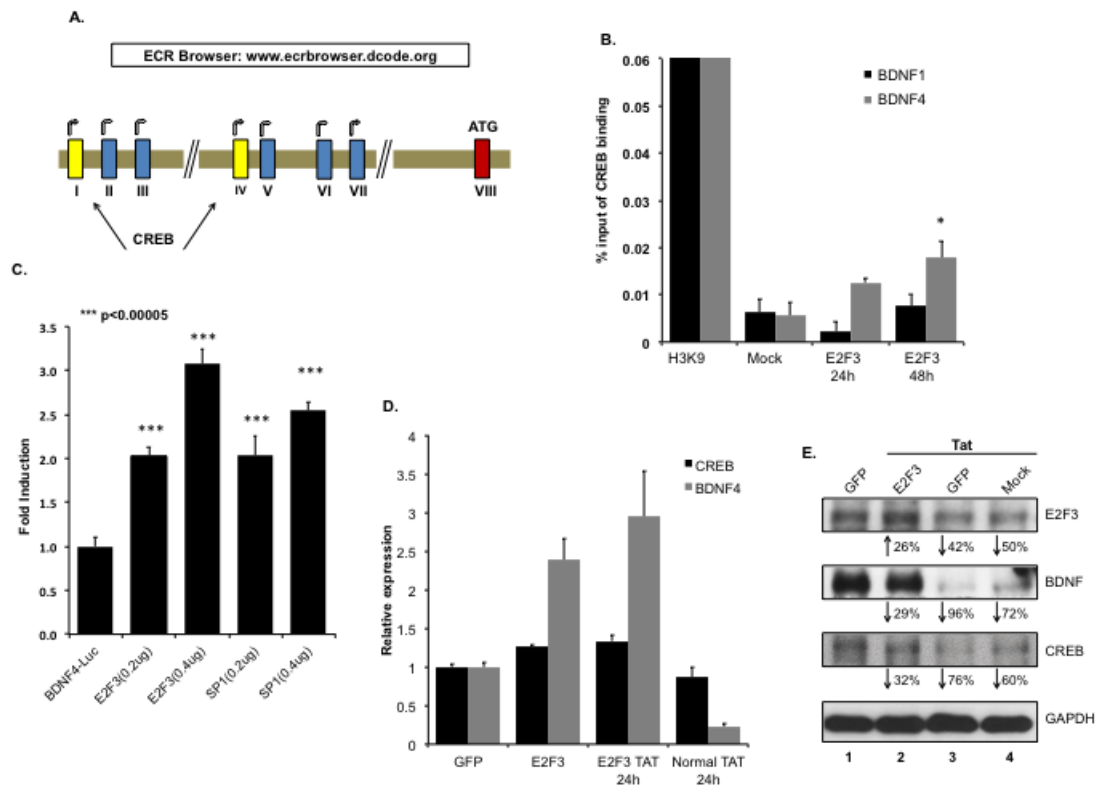 A.
ECR Browser: www.ecrbrowser.dcode.org
ATG
I II III IV V VI VII VIII
CREB
B.
BDNF1
BDNF4
% input of CREB binding
0.06
0.05
0.04
0.03
0.02
0.01
0
*
H3K9 Mock E2F3 24h E2F3 48h
C.
*** p<0.00005
Fold Induction
3.5
3.0
2.5
2.0
1.5
1.0
0.5
0.0
*** *** *** ***
BDNF4-Luc E2F3(0.2ug) E2F3(0.4ug) SP1(0.2ug) SP1(0.4ug)
D.
CREB
BDNF4
Relative expression
4
3.5
3
2.5
2
1.5
1
0.5
0
GFP E2F3 E2F3 TAT 24h Normal TAT 24h
E.
Tat
GFP E2F3 GFP Mock
E2F3
↑26% ↓42% ↓50%
BDNF
↓29% ↓96% ↓72%
CREB
↓32% ↓76% ↓60%
GAPDH
1 2 3 4